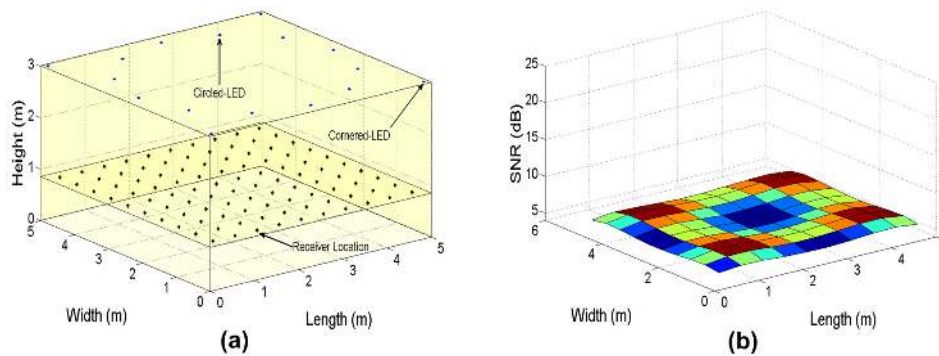 3
2
1
0
5
4
3
2
1
0
0
1
2
3
4
5
Height (m)
Width (m)
Length (m)
Circled-LED
Cornered-LED
Receiver Location
(a)
25
20
15
10
5
6
4
2
0
0
1
2
3
4
SNR (dB)
Width (m)
Length (m)
(b)